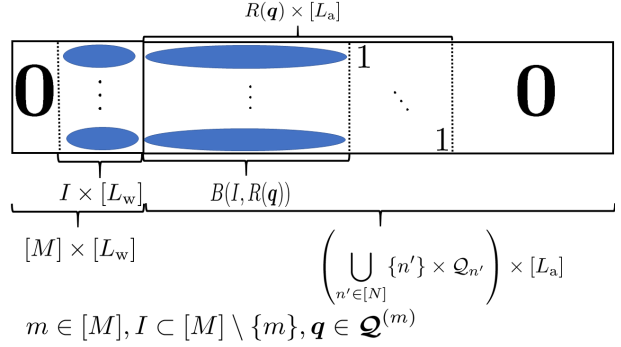 R(q) × [L_a]
0 ⋮ ⋮ 1 ⋱ 1 0
I × [L_w] B(I, R(q))
[M] × [L_w] (⋃_{n′∈[N]} {n′} × 𝒬_{n′}) × [L_a]
m ∈ [M], I ⊂ [M] \ {m}, q ∈ 𝓠^{(m)}